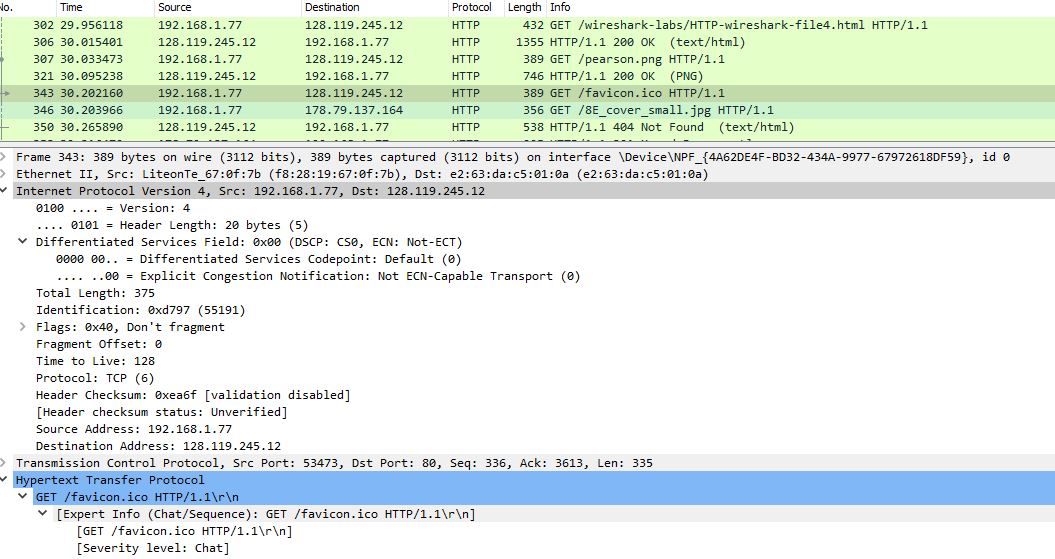 No. Time Source Destination Protocol Length Info
302 29.956118 192.168.1.77 128.119.245.12 HTTP 432 GET /wireshark-labs/HTTP-wireshark-file4.html HTTP/1.1
306 30.015401 128.119.245.12 192.168.1.77 HTTP 1355 HTTP/1.1 200 OK (text/html)
307 30.033473 192.168.1.77 128.119.245.12 HTTP 389 GET /pearson.png HTTP/1.1
321 30.095238 128.119.245.12 192.168.1.77 HTTP 746 HTTP/1.1 200 OK (PNG)
343 30.202160 192.168.1.77 128.119.245.12 HTTP 389 GET /favicon.ico HTTP/1.1
346 30.203966 192.168.1.77 178.79.137.164 HTTP 356 GET /8E_cover_small.jpg HTTP/1.1
350 30.265890 128.119.245.12 192.168.1.77 HTTP 538 HTTP/1.1 404 Not Found (text/html)
Frame 343: 389 bytes on wire (3112 bits), 389 bytes captured (3112 bits) on interface \Device\NPF_{4A62DE4F-BD32-434A-9977-67972618DF59}, id 0
Ethernet II, Src: LiteonTe_67:0f:7b (f8:28:19:67:0f:7b), Dst: e2:63:da:c5:01:0a (e2:63:da:c5:01:0a)
Internet Protocol Version 4, Src: 192.168.1.77, Dst: 128.119.245.12
0100 .... = Version: 4
.... 0101 = Header Length: 20 bytes (5)
Differentiated Services Field: 0x00 (DSCP: CS0, ECN: Not-ECT)
0000 00.. = Differentiated Services Codepoint: Default (0)
.... ..00 = Explicit Congestion Notification: Not ECN-Capable Transport (0)
Total Length: 375
Identification: 0xd797 (55191)
Flags: 0x40, Don't fragment
Fragment Offset: 0
Time to Live: 128
Protocol: TCP (6)
Header Checksum: 0xea6f [validation disabled]
[Header checksum status: Unverified]
Source Address: 192.168.1.77
Destination Address: 128.119.245.12
Transmission Control Protocol, Src Port: 53473, Dst Port: 80, Seq: 336, Ack: 3613, Len: 335
Hypertext Transfer Protocol
GET /favicon.ico HTTP/1.1\r\n
[Expert Info (Chat/Sequence): GET /favicon.ico HTTP/1.1\r\n]
[GET /favicon.ico HTTP/1.1\r\n]
[Severity level: Chat]